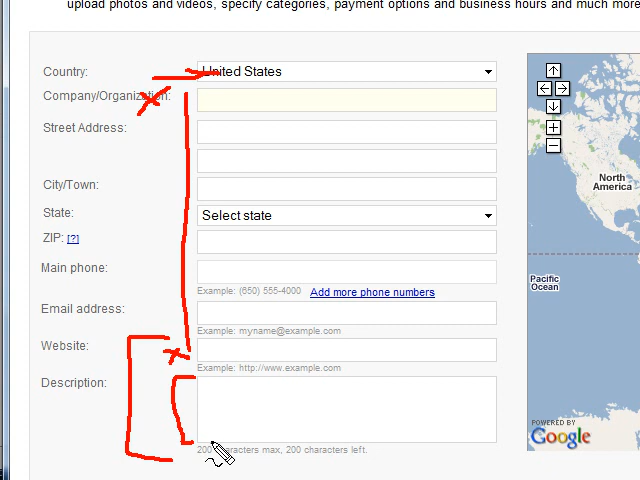 upload photos and videos, specify categories, payment options and business hours and much more
Country: United States
Company/Organization:
Street Address:
City/Town:
State: Select state
ZIP: [?]
Main phone:
Example: (650) 555-4000 Add more phone numbers
Email address:
Example: myname@example.com
Website:
Example: http://www.example.com
Description:
200 characters max, 200 characters left.
North
America
Pacific
Ocean
POWERED BY
Google